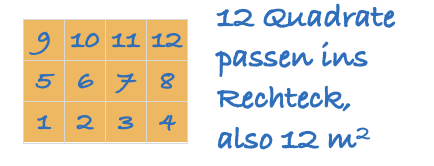 9 10 11 12
5 6 7 8
1 2 3 4
12 Quadrate
passen ins
Rechteck,
also 12 m²